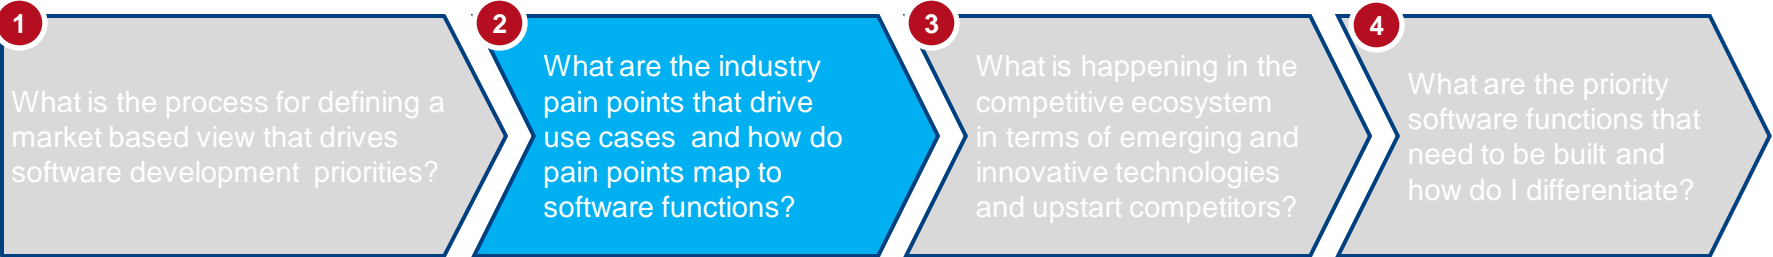 1
What is the process for defining a
market based view that drives
software development  priorities?
2
What are the industry
pain points that drive
use cases  and how do
pain points map to
software functions?
3
What is happening in the
competitive ecosystem
in terms of emerging and
innovative technologies
and upstart competitors?
4
What are the priority
software functions that
need to be built and
how do I differentiate?